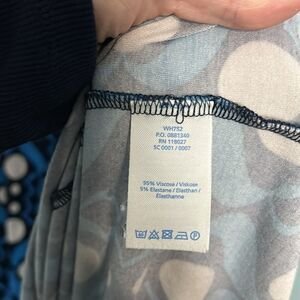 WH752
P.O. 0881340
RN 118027
SC 0001 / 0007
95% Viscose / Viskose
5% Elastane / Elasthan /
Elasthanne